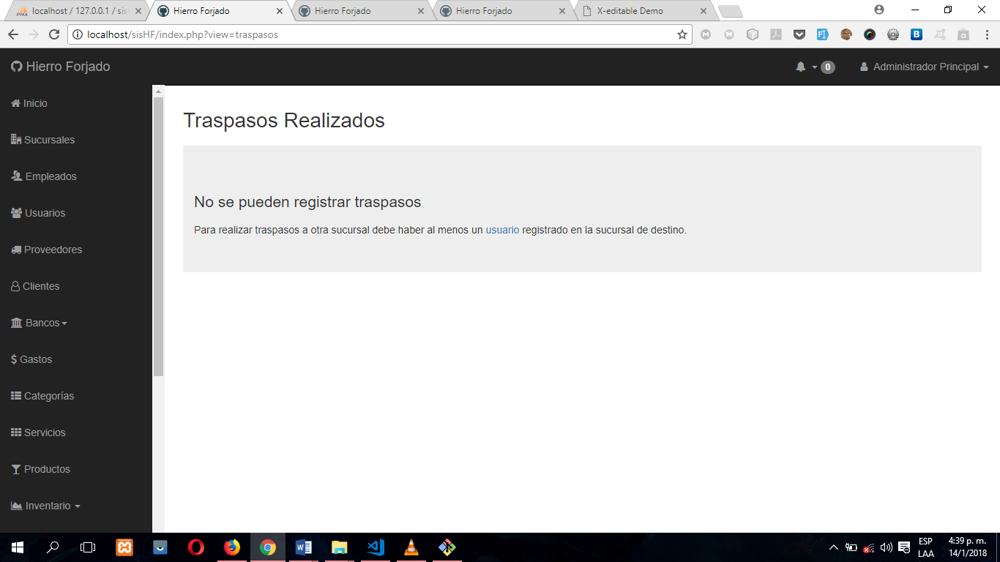 localhost / 127.0.0.1 / sis
Hierro Forjado
Hierro Forjado
Hierro Forjado
X-editable Demo
localhost/sisHF/index.php?view=traspasos
Hierro Forjado
0
Administrador Principal
Inicio
Sucursales
Empleados
Usuarios
Proveedores
Clientes
Bancos
$ Gastos
Categorías
Servicios
Productos
Inventario
Traspasos Realizados
No se pueden registrar traspasos
Para realizar traspasos a otra sucursal debe haber al menos un usuario registrado en la sucursal de destino.
ESP
LAA
4:39 p. m.
14/1/2018